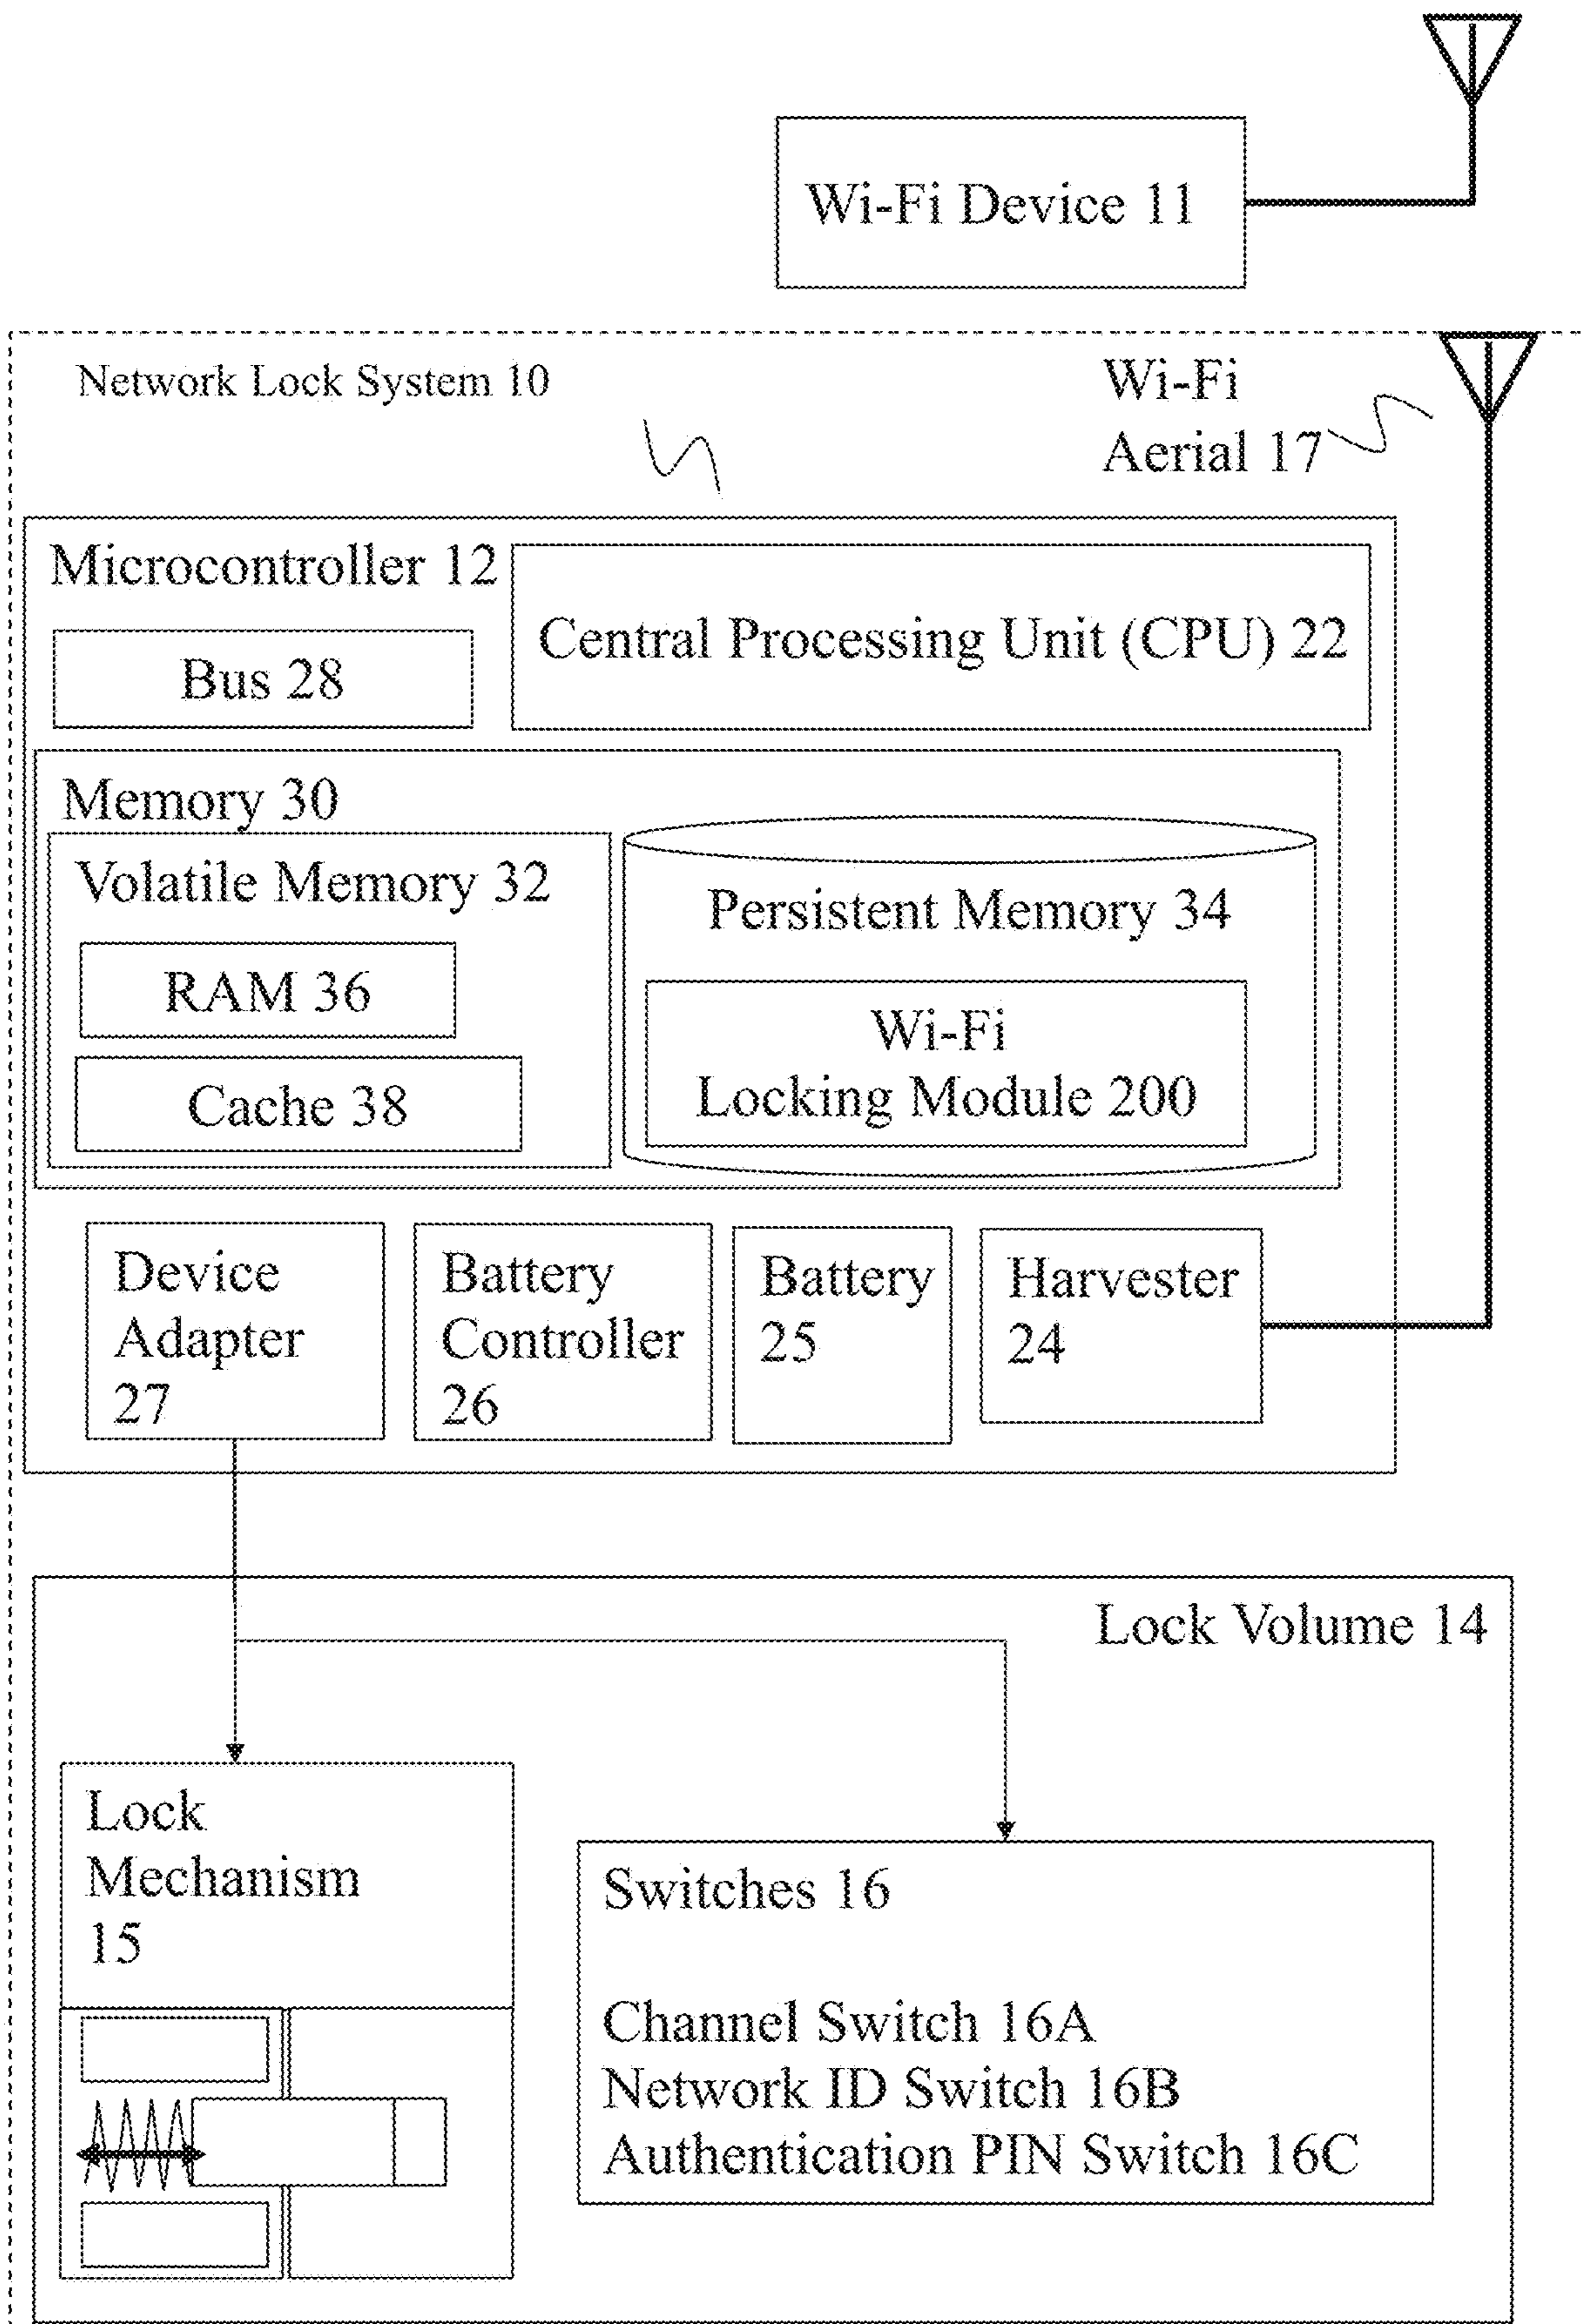 Wi-Fi Device 11
Network Lock System 10
Wi-Fi
Aerial 17
Microcontroller 12
Central Processing Unit (CPU) 22
Bus 28
Memory 30
Volatile Memory 32
RAM 36
Cache 38
Persistent Memory 34
Wi-Fi
Locking Module 200
Device
Adapter
27
Battery
Controller
26
Battery
25
Harvester
24
Lock Volume 14
Lock
Mechanism
15
Switches 16
Channel Switch 16A
Network ID Switch 16B
Authentication PIN Switch 16C